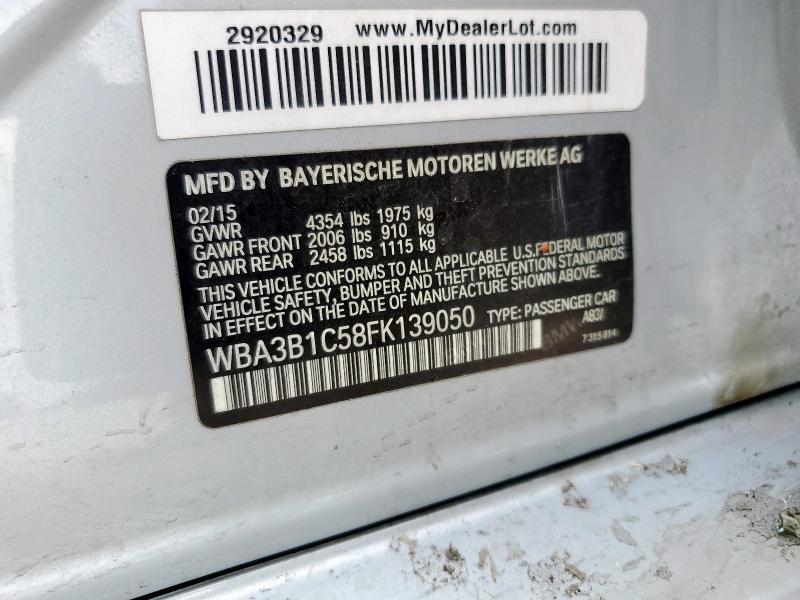 2920329 www.MyDealerLot.com
MFD BY BAYERISCHE MOTOREN WERKE AG
02/15
GVWR 4354 lbs 1975 kg
GAWR FRONT 2006 lbs 910 kg
GAWR REAR 2458 lbs 1115 kg
THIS VEHICLE CONFORMS TO ALL APPLICABLE U.S.FEDERAL MOTOR
VEHICLE SAFETY, BUMPER AND THEFT PREVENTION STANDARDS
IN EFFECT ON THE DATE OF MANUFACTURE SHOWN ABOVE.
WBA3B1C58FK139050 TYPE: PASSENGER CAR
A83/
7315814
BMW